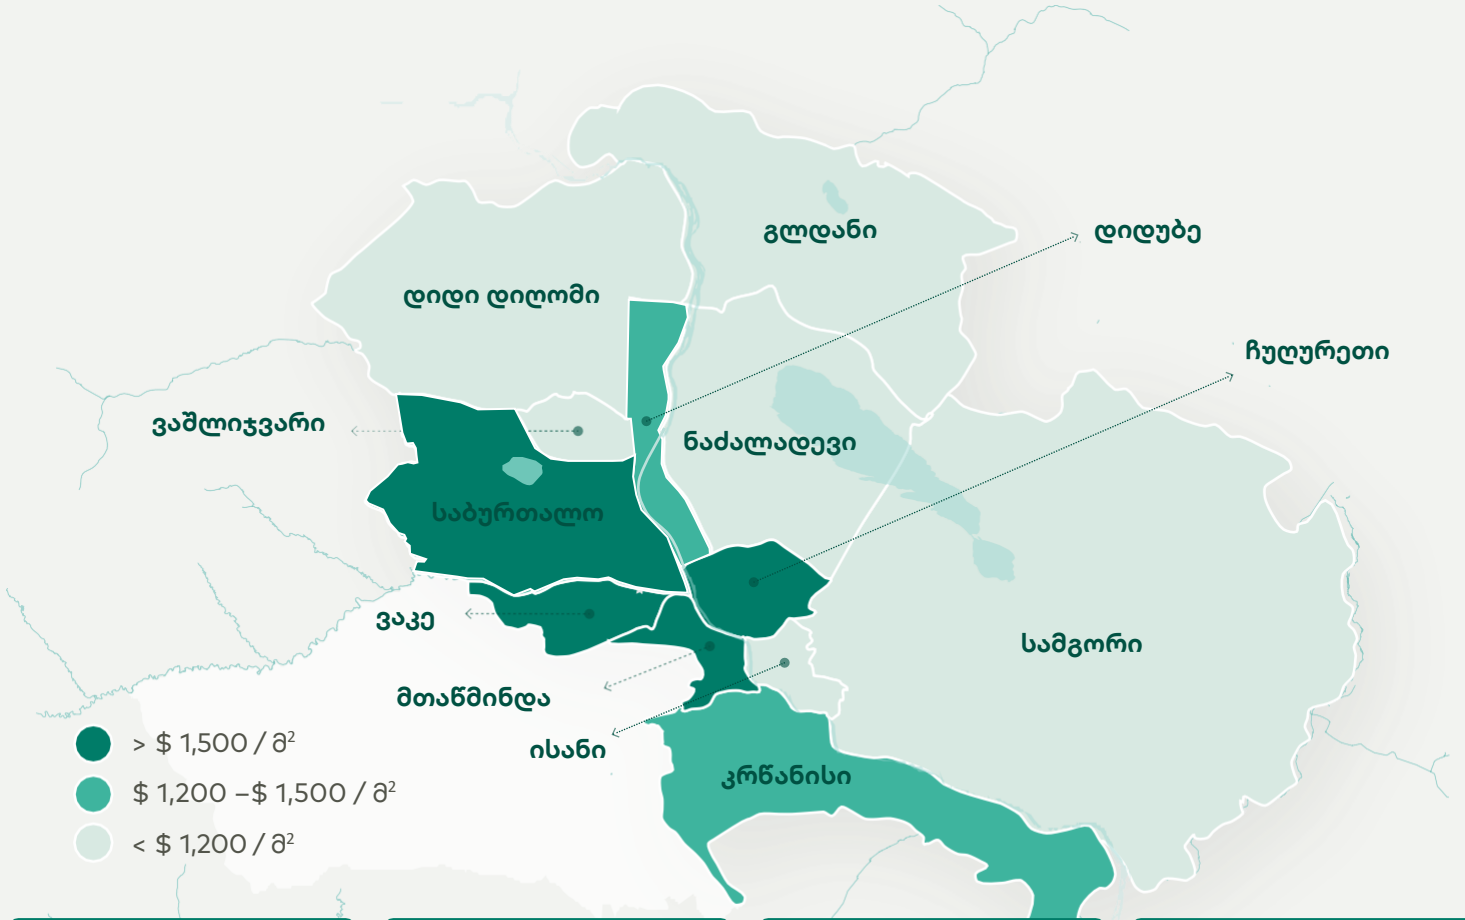 გლდანი
დიდუბე
დიდი დიღომი
ჩუღურეთი
ვაშლიჯვარი
ნაძალადევი
საბურთალო
ვაკე
სამგორი
მთაწმინდა
ისანი
კრწანისი
> $ 1,500 / მ²
$ 1,200 –$ 1,500 / მ²
< $ 1,200 / მ²